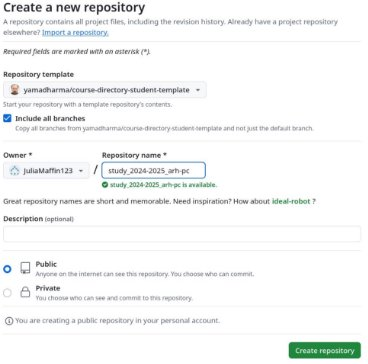 Create a new repository
A repository contains all project files, including the revision history. Already have a project repository
elsewhere? Import a repository.
Required fields are marked with an asterisk (*).
Repository template
yamadharma/course-directory-student-template
Start your repository with a template repository's contents.
Include all branches
Copy all branches from yamadharma/course-directory-student-template and not just the default branch.
Owner * Repository name *
JuliaMaffin123 / study_2024-2025_arh-pc
study_2024-2025_arh-pc is available.
Great repository names are short and memorable. Need inspiration? How about ideal-robot ?
Description (optional)
Public
Anyone on the internet can see this repository. You choose who can commit.
Private
You choose who can see and commit to this repository.
You are creating a public repository in your personal account.
Create repository